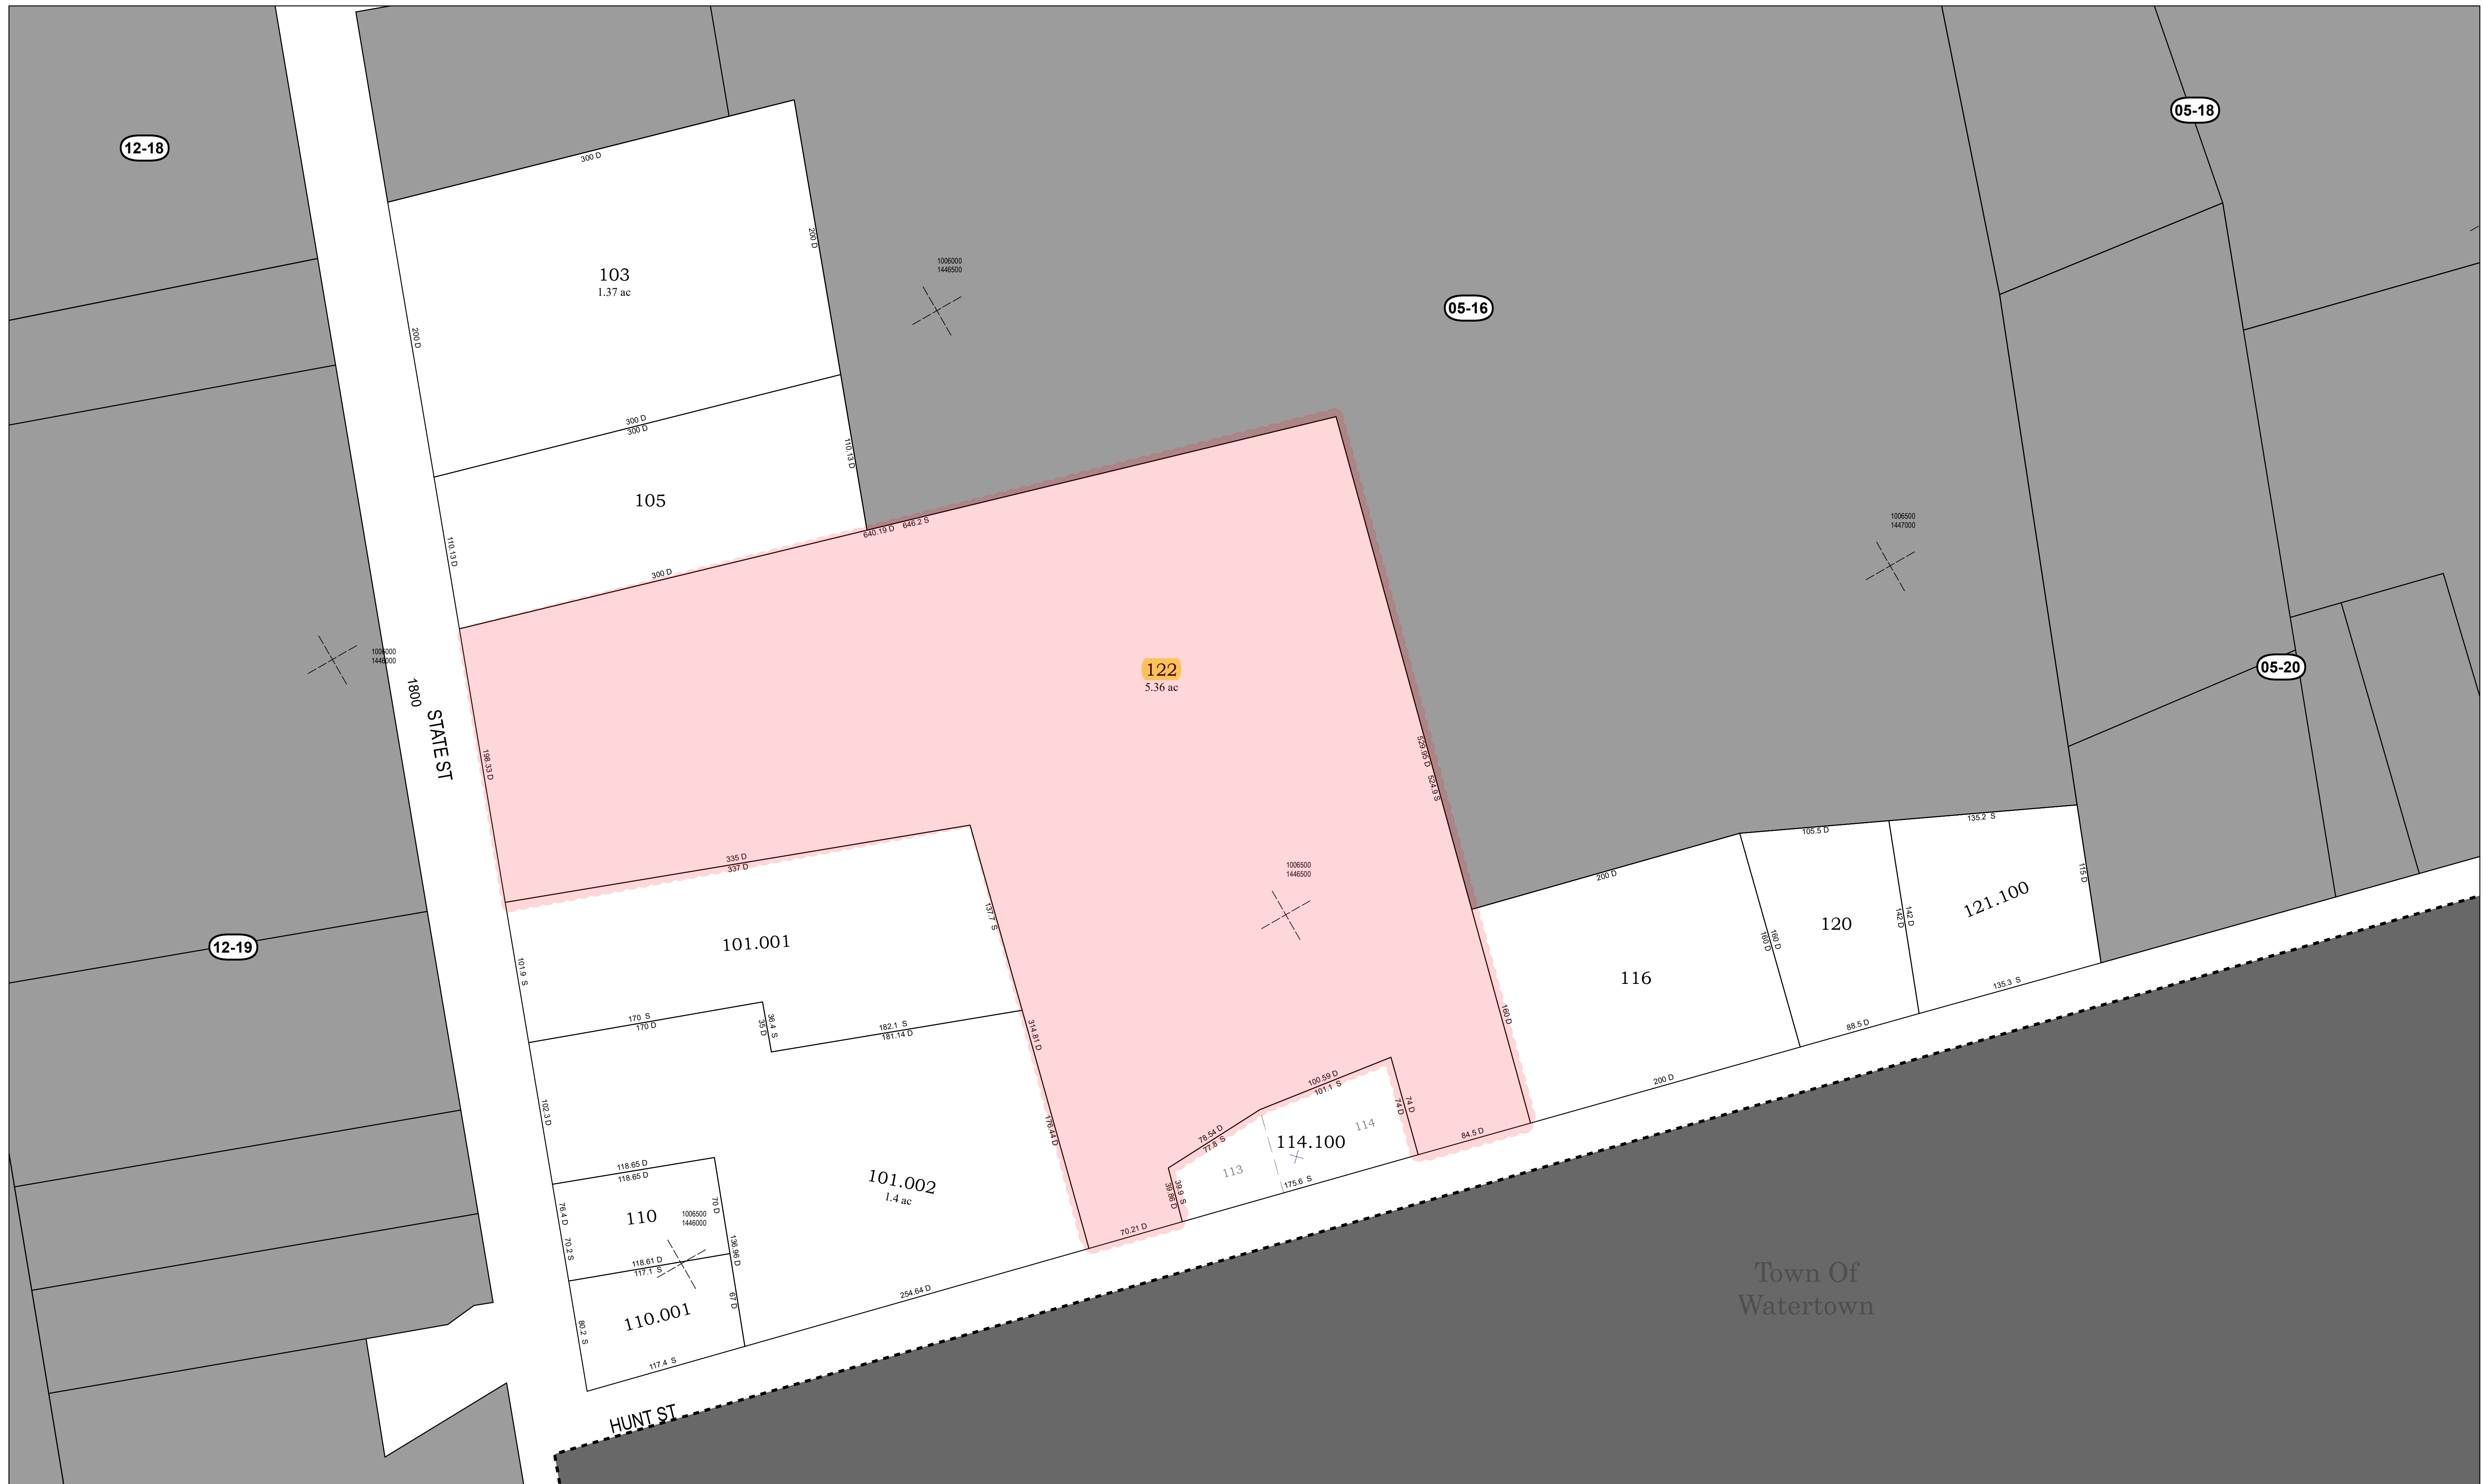 05-18
12-18
300 D
200 D
1006000
1446500
103
1.37 ac
05-16
200 D
300 D
300 D
110.13 D
105
640.19 D 646.2 S
1006500
1447000
110.13 D
300 D
1006000
1446000
1800
STATE ST
122
5.36 ac
05-20
198.33 D
529.95 D 524.9 S
335 D
337 D
1006500
1446500
200 D
105.5 D
135.2 S
115 D
137.7 S
101.001
12-19
101.9 S
121.100
142 D
142 D
120
160 D
160 D
116
135.3 S
88.5 D
200 D
160 D
170 S
170 D
36.4 S
35 D
182.1 S
181.14 D
314.81 D
102.3 D
176.44 D
100.59 D
101.1 S
74 D
74 D
84.5 D
78.54 D
77.8 S
114
114.100
113
175.6 S
39.9 S
39.86 D
70.21 D
118.65 D
118.65 D
101.002
1.4 ac
76.4 D
70.2 S
110
70 D
1006500
1446000
136.96 D
118.61 D
117.1 S
67 D
254.64 D
110.001
80.2 S
117.4 S
Town Of
Watertown
HUNT ST